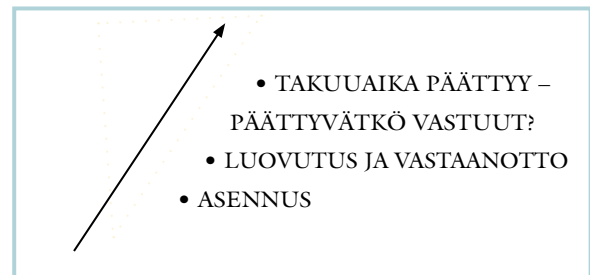 • TAKUUAIKA PÄÄTTYY –
PÄÄTTYVÄTKÖ VASTUUT?
• LUOVUTUS JA VASTAANOTTO
• ASENNUS